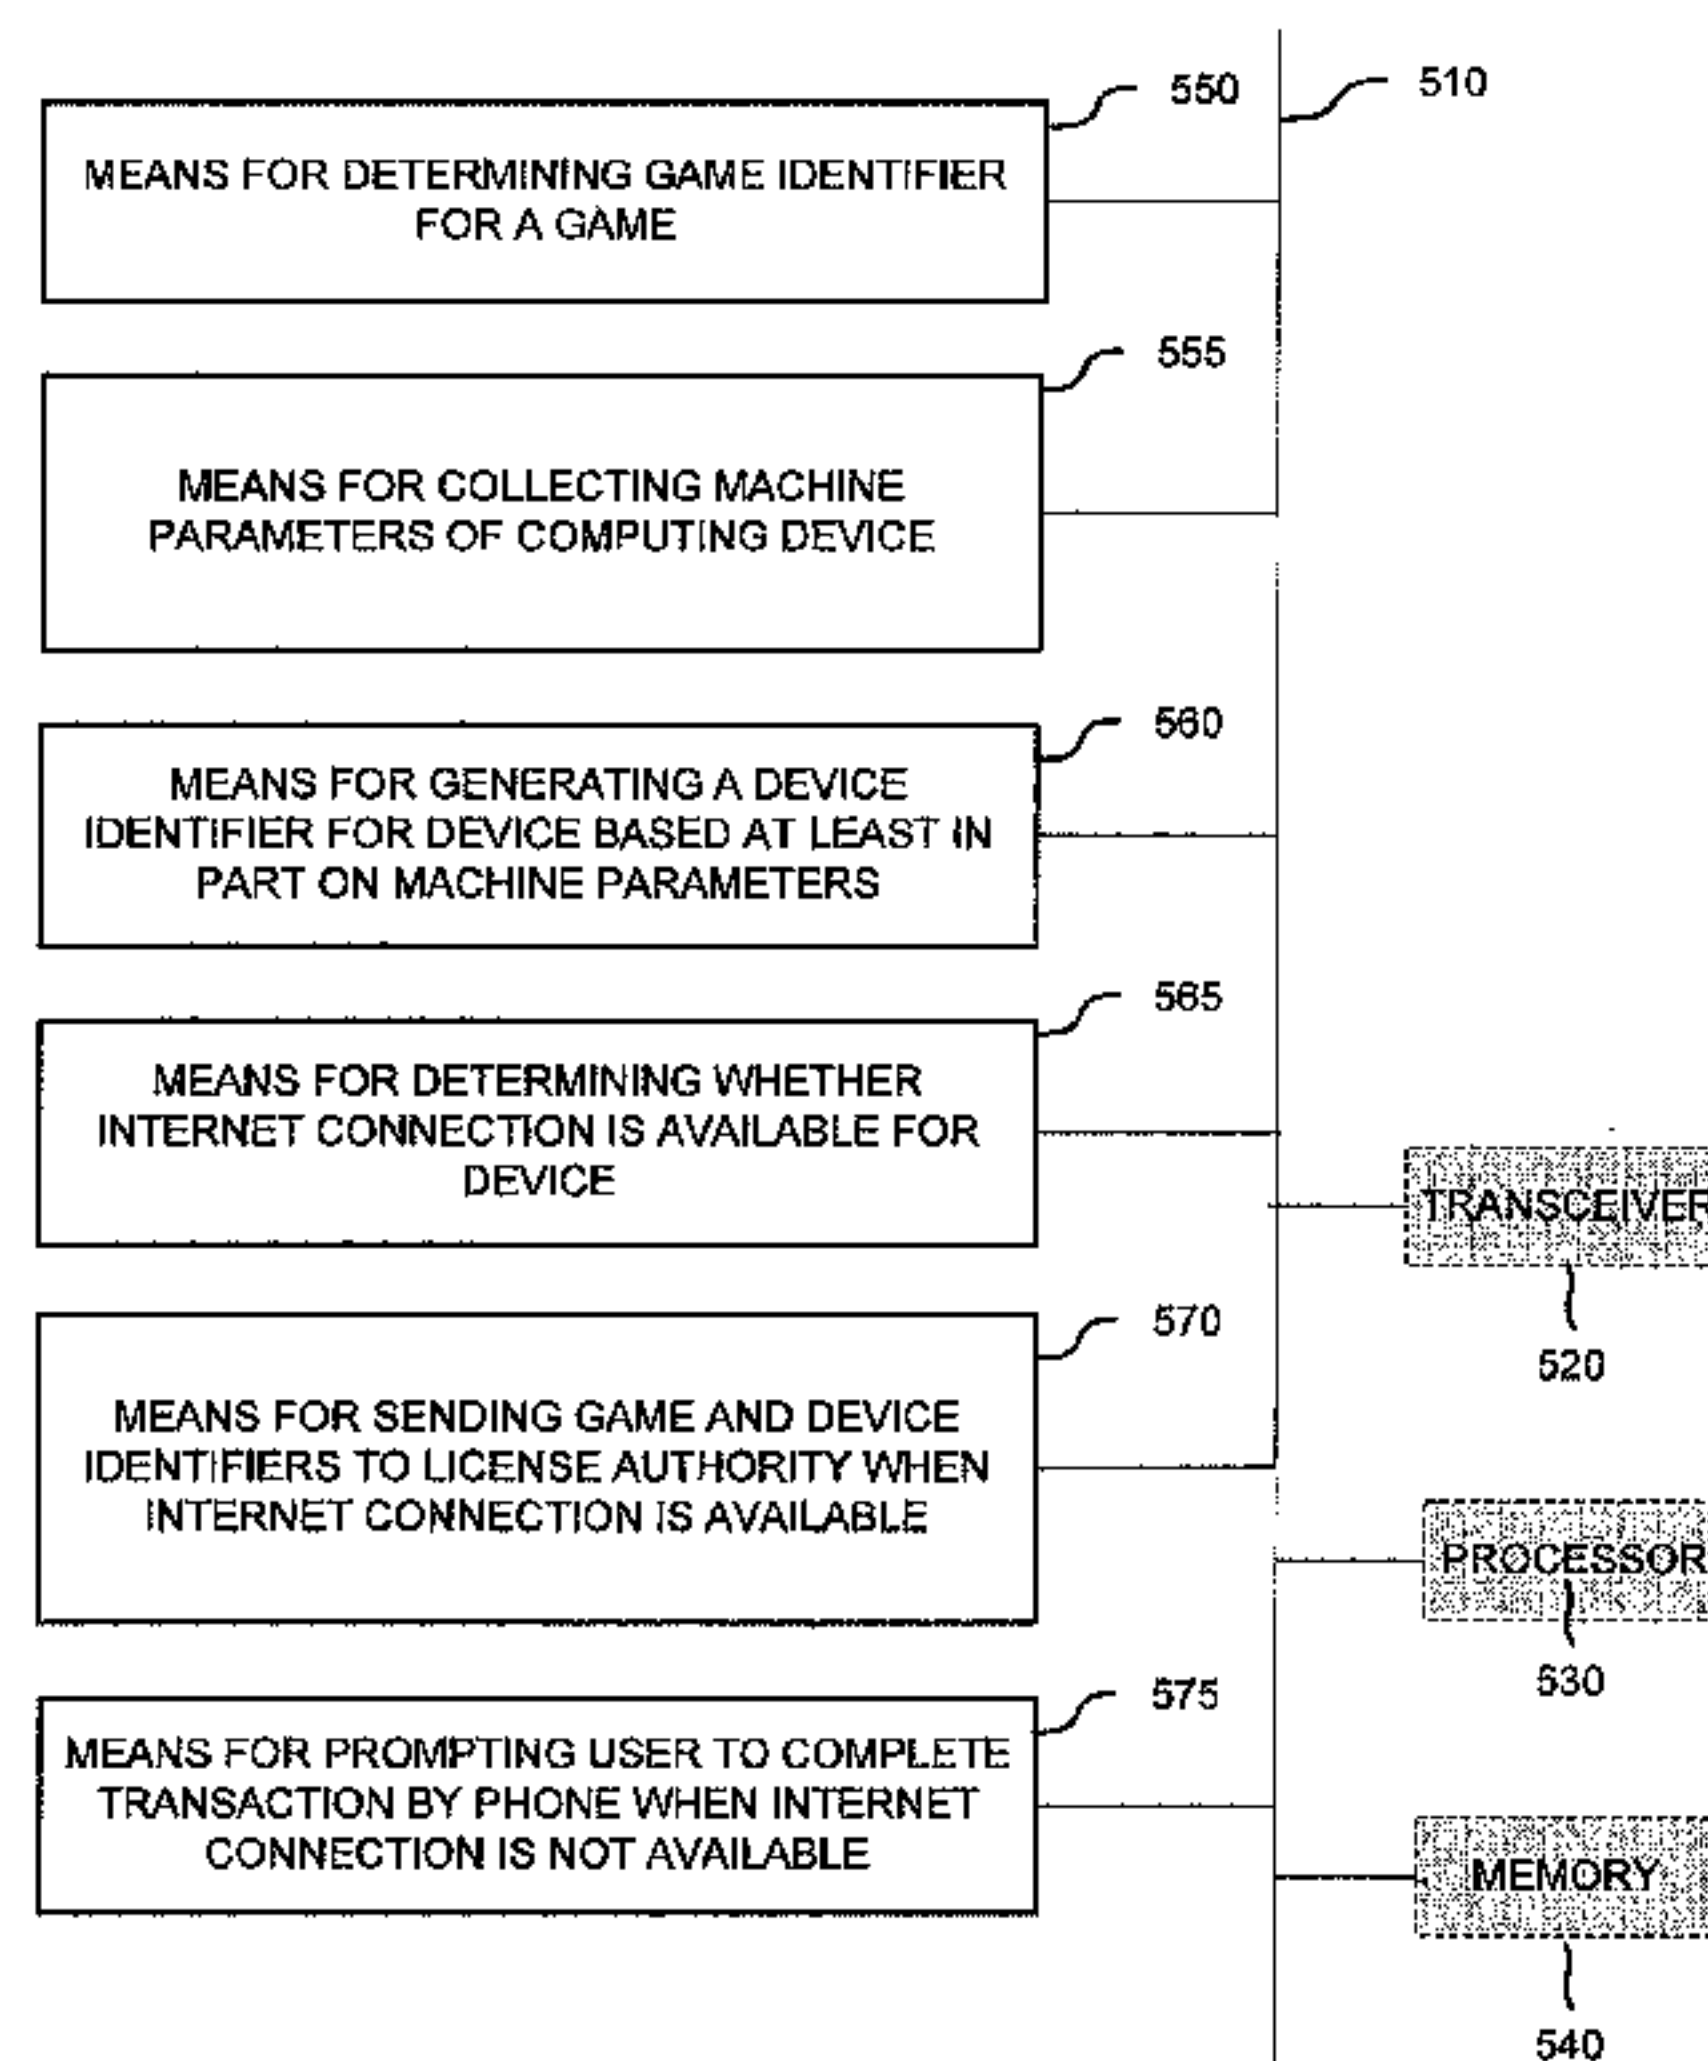 550
510
MEANS FOR DETERMINING GAME IDENTIFIER
FOR A GAME
555
MEANS FOR COLLECTING MACHINE
PARAMETERS OF COMPUTING DEVICE
560
MEANS FOR GENERATING A DEVICE
IDENTIFIER FOR DEVICE BASED AT LEAST IN
PART ON MACHINE PARAMETERS
565
MEANS FOR DETERMINING WHETHER
INTERNET CONNECTION IS AVAILABLE FOR
DEVICE
TRANSCEIVER
520
570
MEANS FOR SENDING GAME AND DEVICE
IDENTIFIERS TO LICENSE AUTHORITY WHEN
INTERNET CONNECTION IS AVAILABLE
PROCESSOR
530
575
MEANS FOR PROMPTING USER TO COMPLETE
TRANSACTION BY PHONE WHEN INTERNET
CONNECTION IS NOT AVAILABLE
MEMORY
540